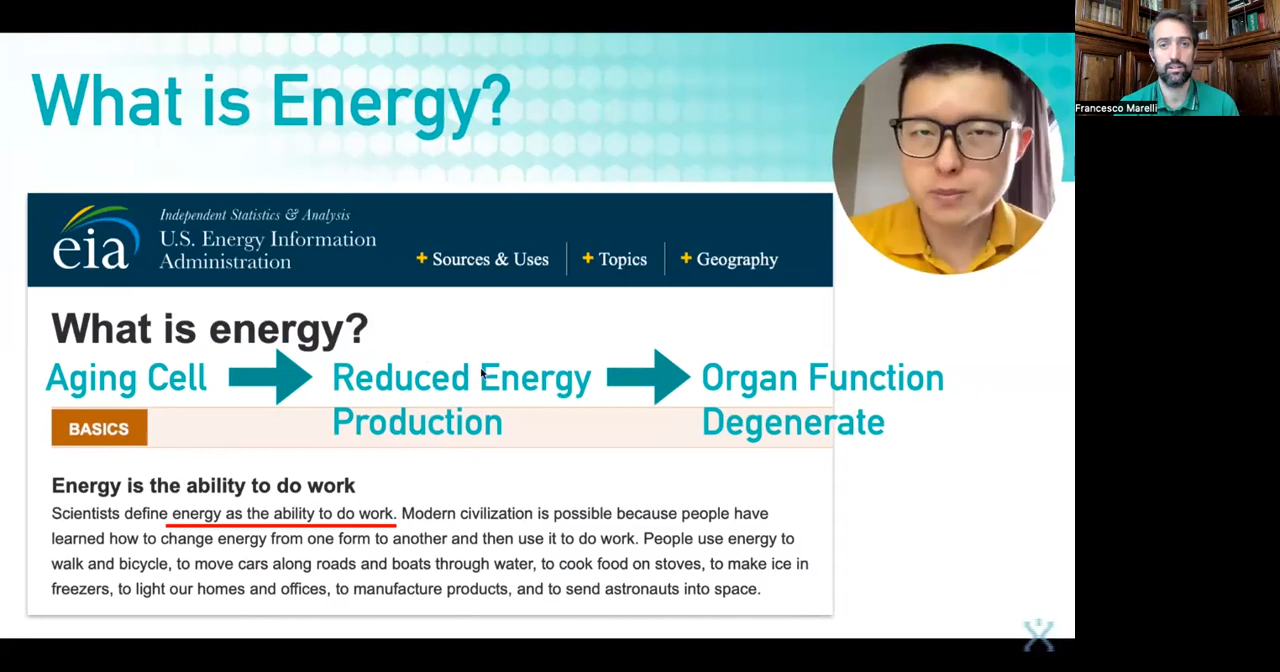 What is Energy?
Francesco Marelli
eia
Independent Statistics & Analysis
U.S. Energy Information
Administration
+ Sources & Uses
+ Topics
+ Geography
What is energy?
Aging Cell
Reduced Energy
Production
Organ Function
Degenerate
BASICS
Energy is the ability to do work
Scientists define energy as the ability to do work. Modern civilization is possible because people have
learned how to change energy from one form to another and then use it to do work. People use energy to
walk and bicycle, to move cars along roads and boats through water, to cook food on stoves, to make ice in
freezers, to light our homes and offices, to manufacture products, and to send astronauts into space.